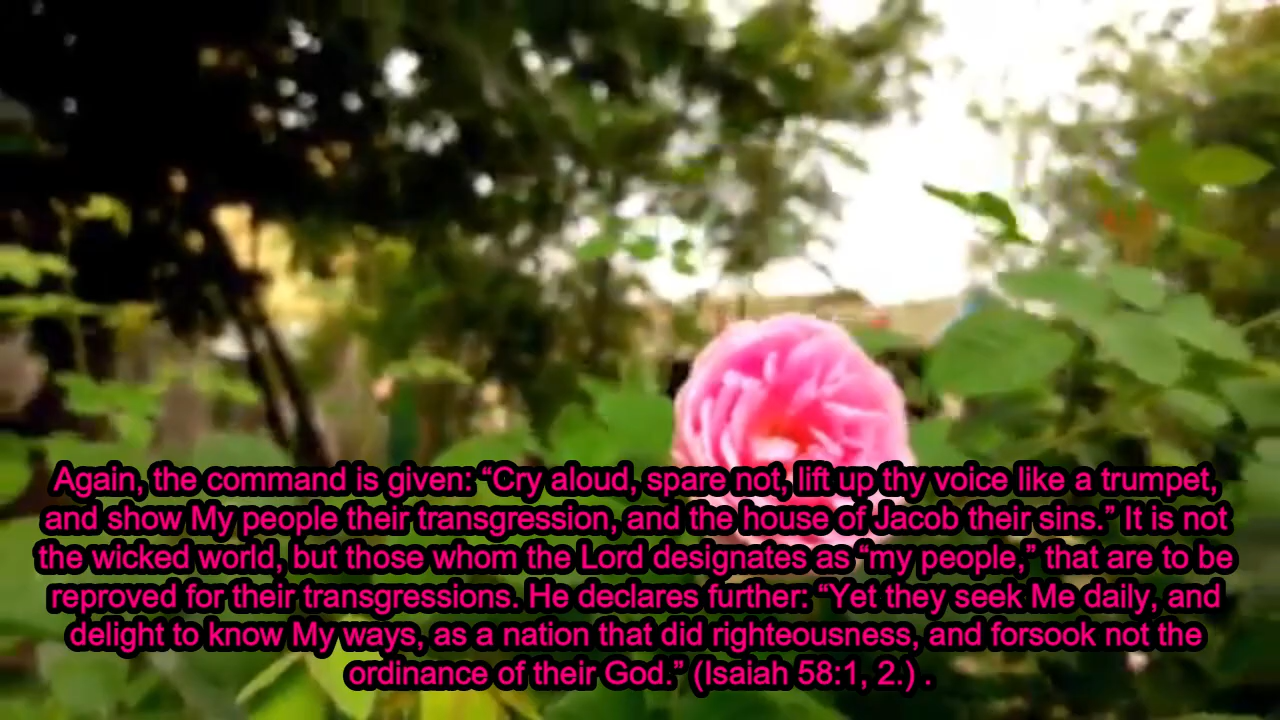 Again, the command is given: “Cry aloud, spare not, lift up thy voice like a trumpet,
and show My people their transgression, and the house of Jacob their sins.” It is not
the wicked world, but those whom the Lord designates as “my people,” that are to be
reproved for their transgressions. He declares further: “Yet they seek Me daily, and
delight to know My ways, as a nation that did righteousness, and forsook not the
ordinance of their God.” (Isaiah 58:1, 2.) .